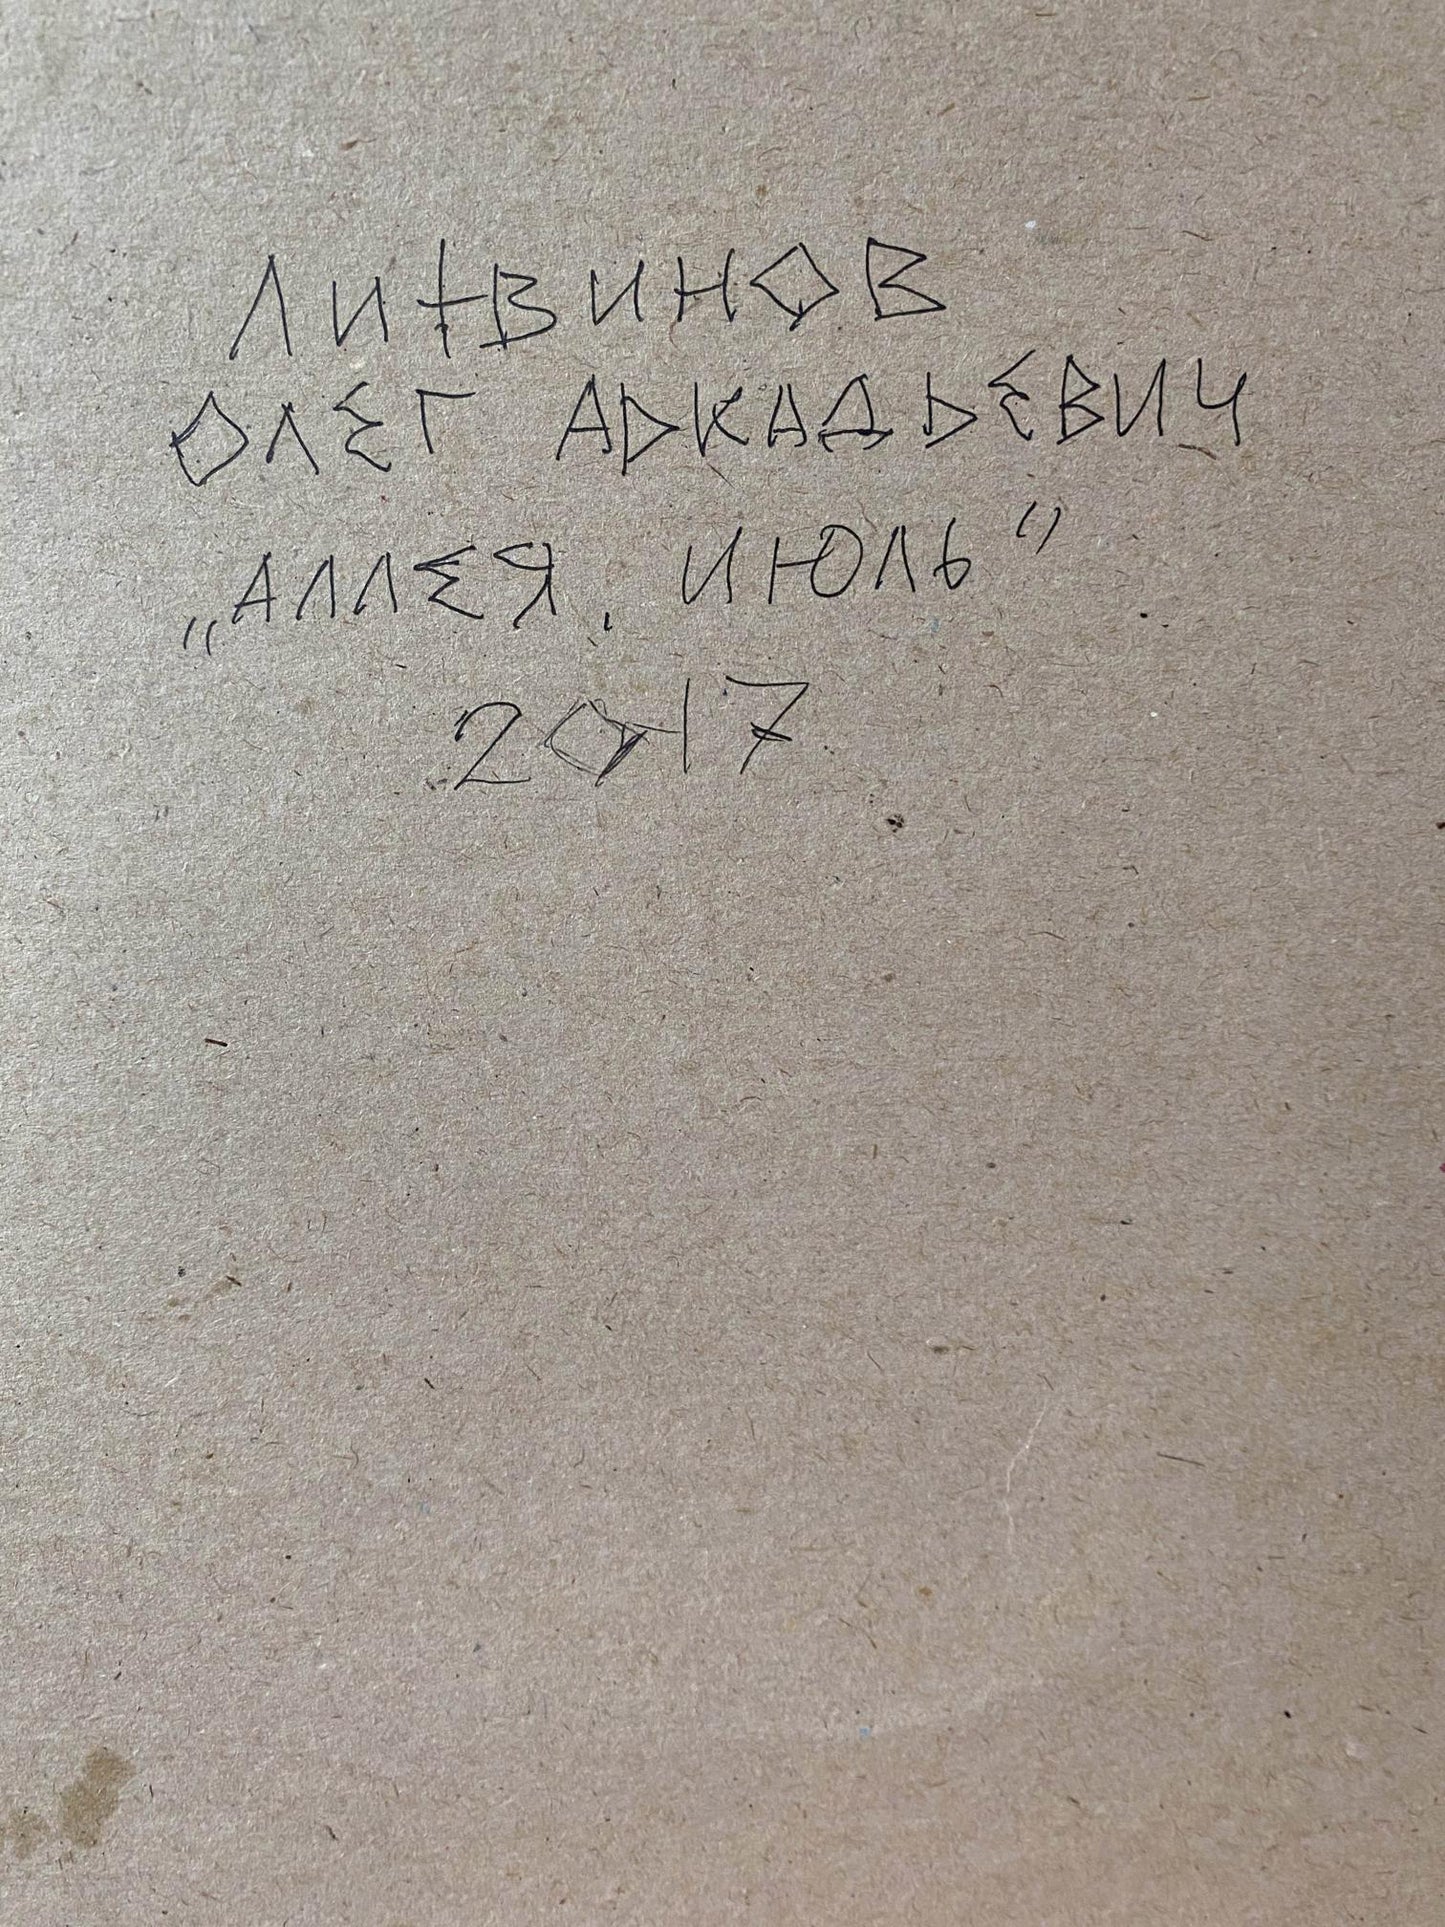 ЛИТВИНОВ
ОЛЕГ АРКАДЬЕВИЧ
„АЛЛЕЯ. ИЮЛЬ“
2017